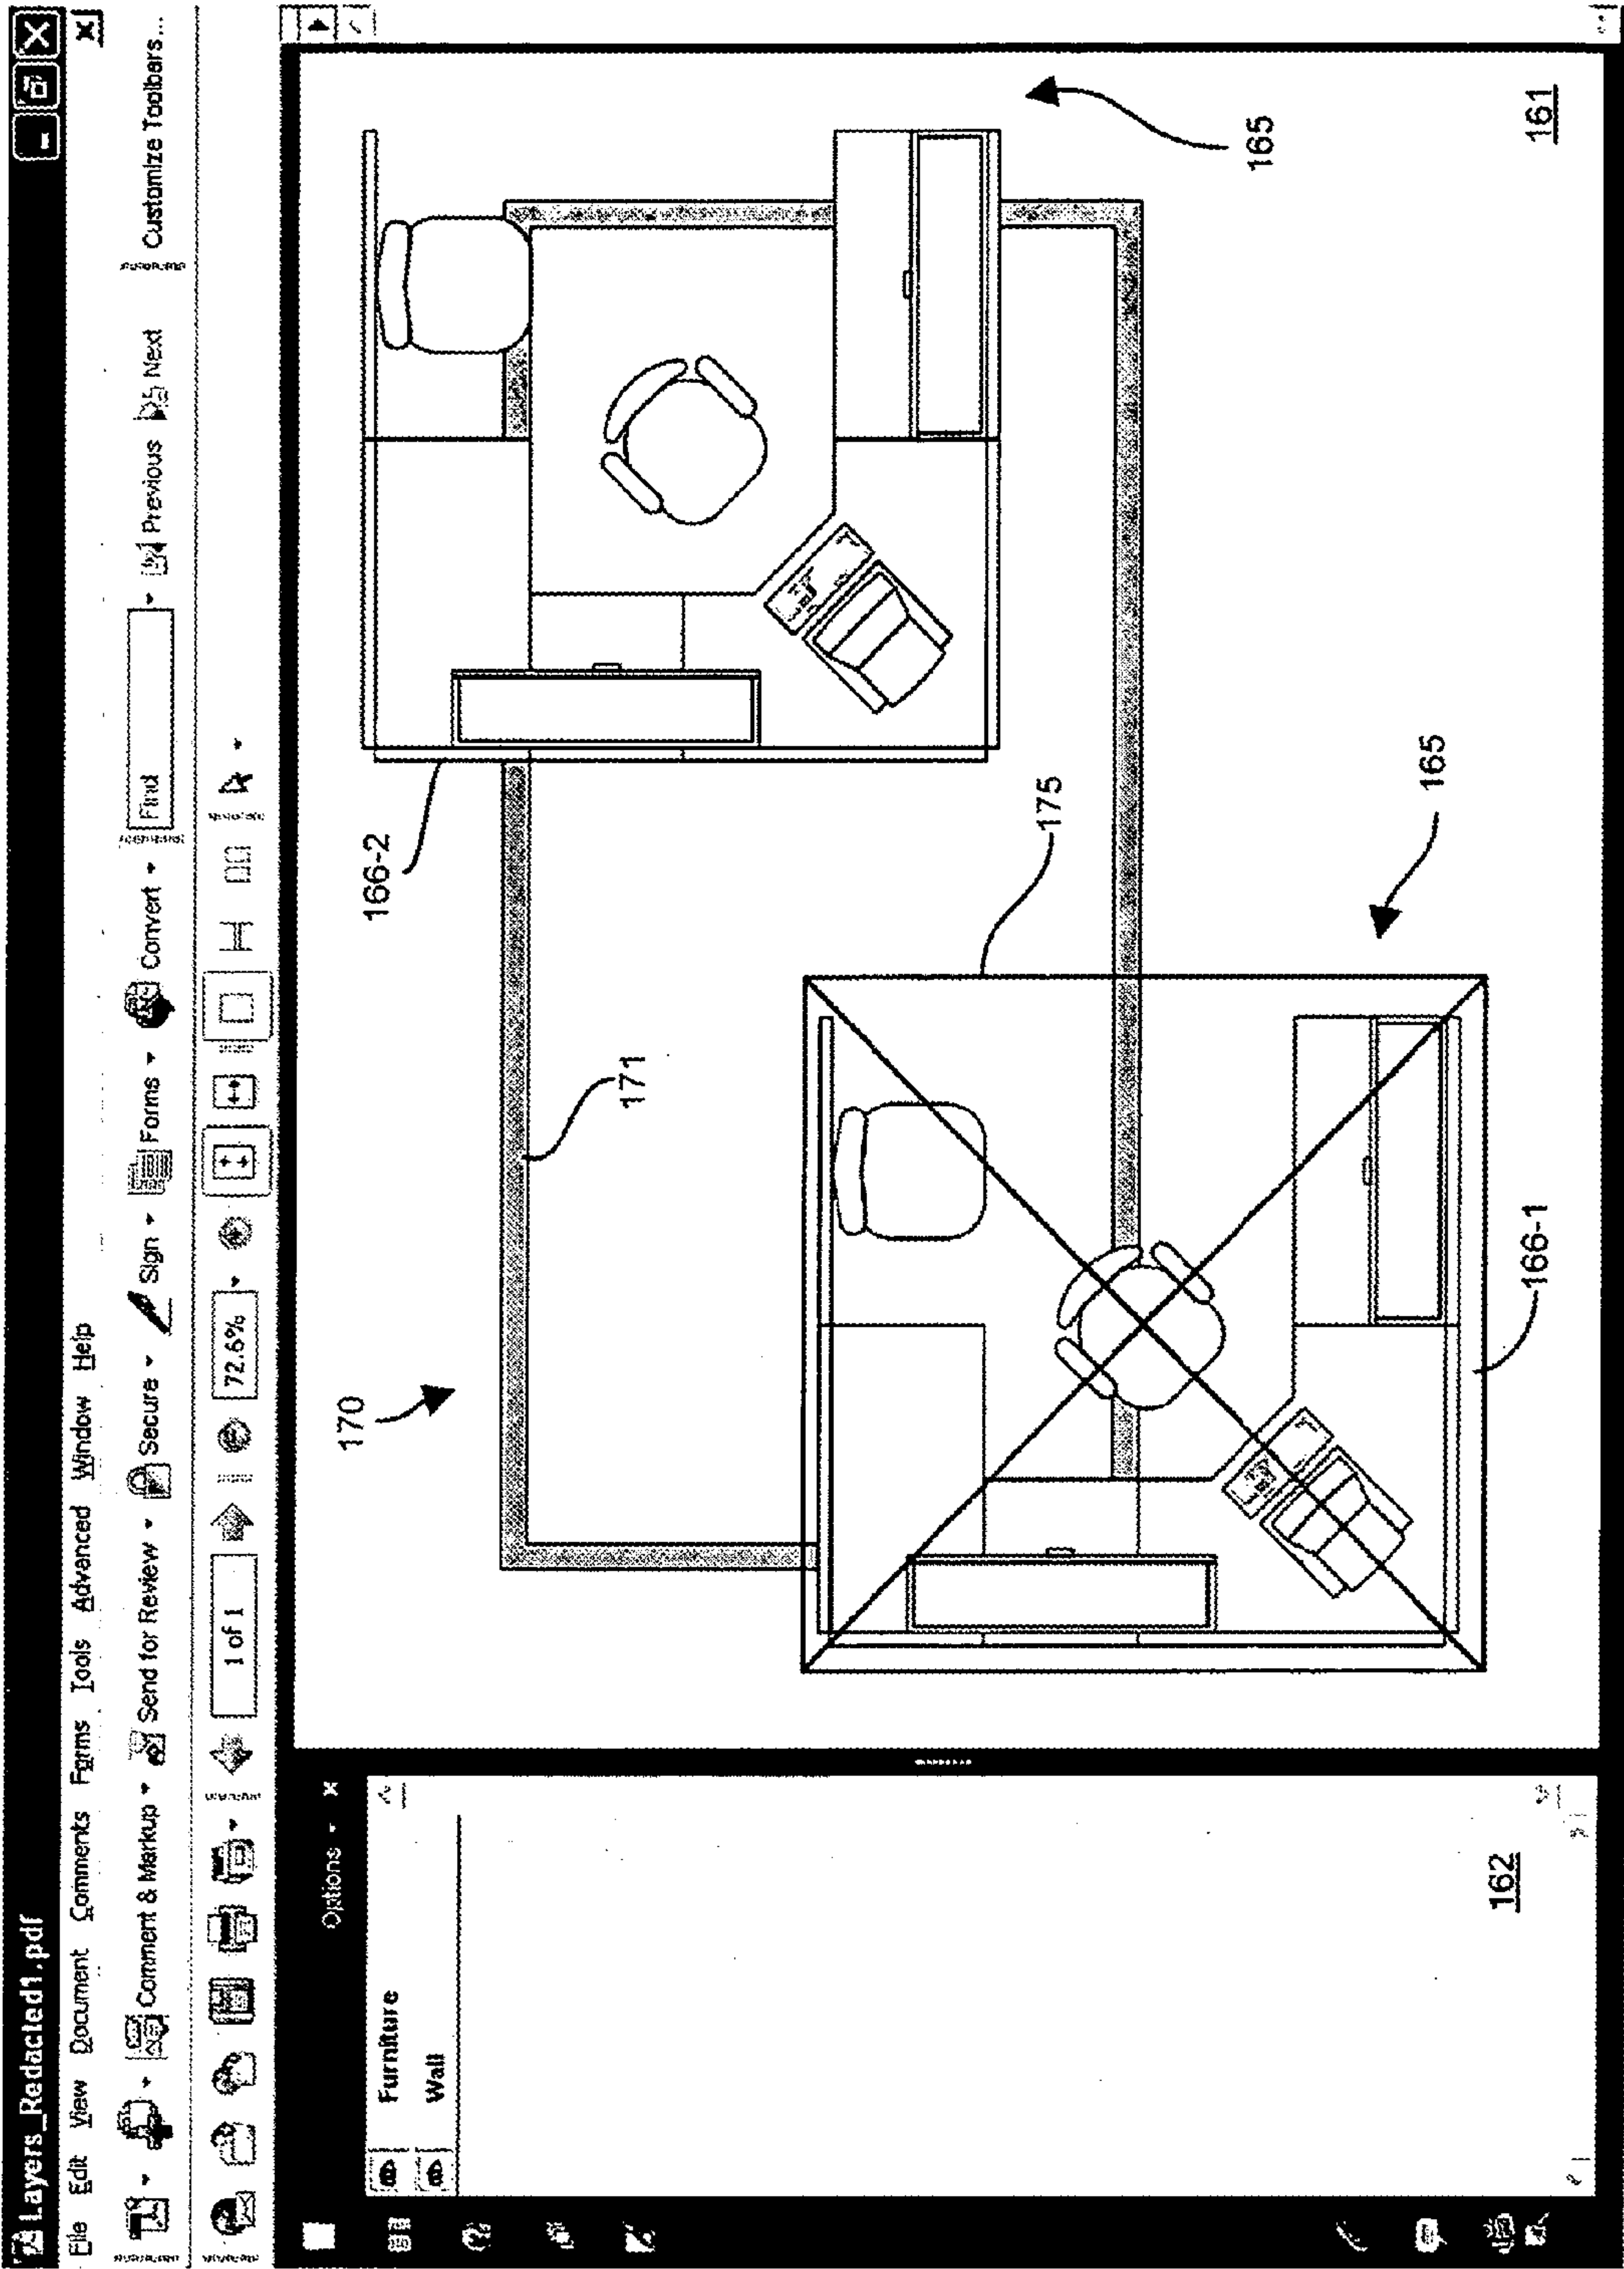 Layers_Redacted1.pdf
File Edit View Document Comments Forms Tools Advanced Window Help
Comment & Markup Send for Review Secure Sign Forms Convert Find Previous Next Customize Toolbars...
1 of 1 72.6%
Options
Furniture
Wall
162
170
171
166-2
175
165
165
166-1
161